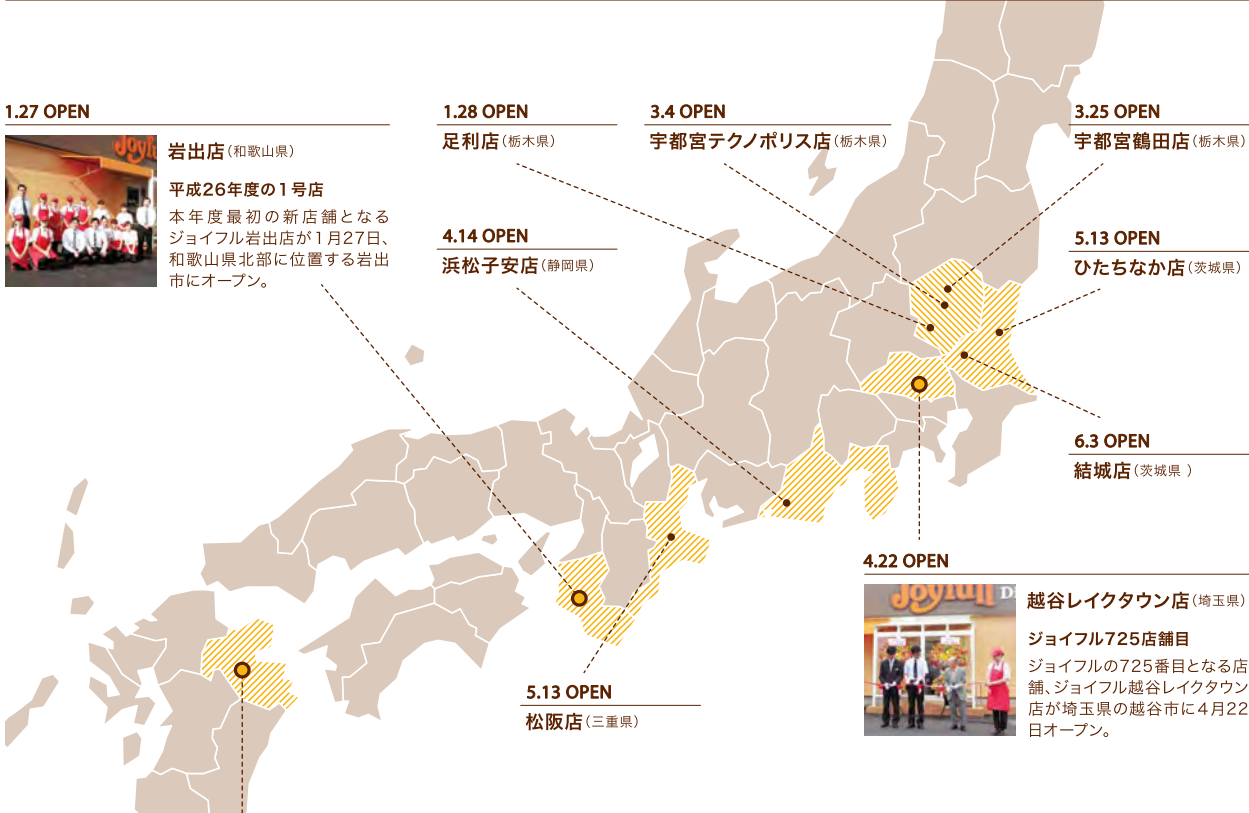 1.27 OPEN
岩出店(和歌山県)
平成26年度の1号店
本年度最初の新店舗となる
ジョイフル岩出店が1月27日、
和歌山県北部に位置する岩出
市にオープン。
1.28 OPEN
足利店(栃木県)
3.4 OPEN
宇都宮テクノポリス店(栃木県)
3.25 OPEN
宇都宮鶴田店(栃木県)
4.14 OPEN
浜松子安店(静岡県)
5.13 OPEN
ひたちなか店(茨城県)
6.3 OPEN
結城店(茨城県 )
4.22 OPEN
Joyfull
越谷レイクタウン店(埼玉県)
ジョイフル725店舗目
ジョイフルの725番目となる店
舗、ジョイフル越谷レイクタウン
店が埼玉県の越谷市に4月22
日オープン。
5.13 OPEN
松阪店(三重県)